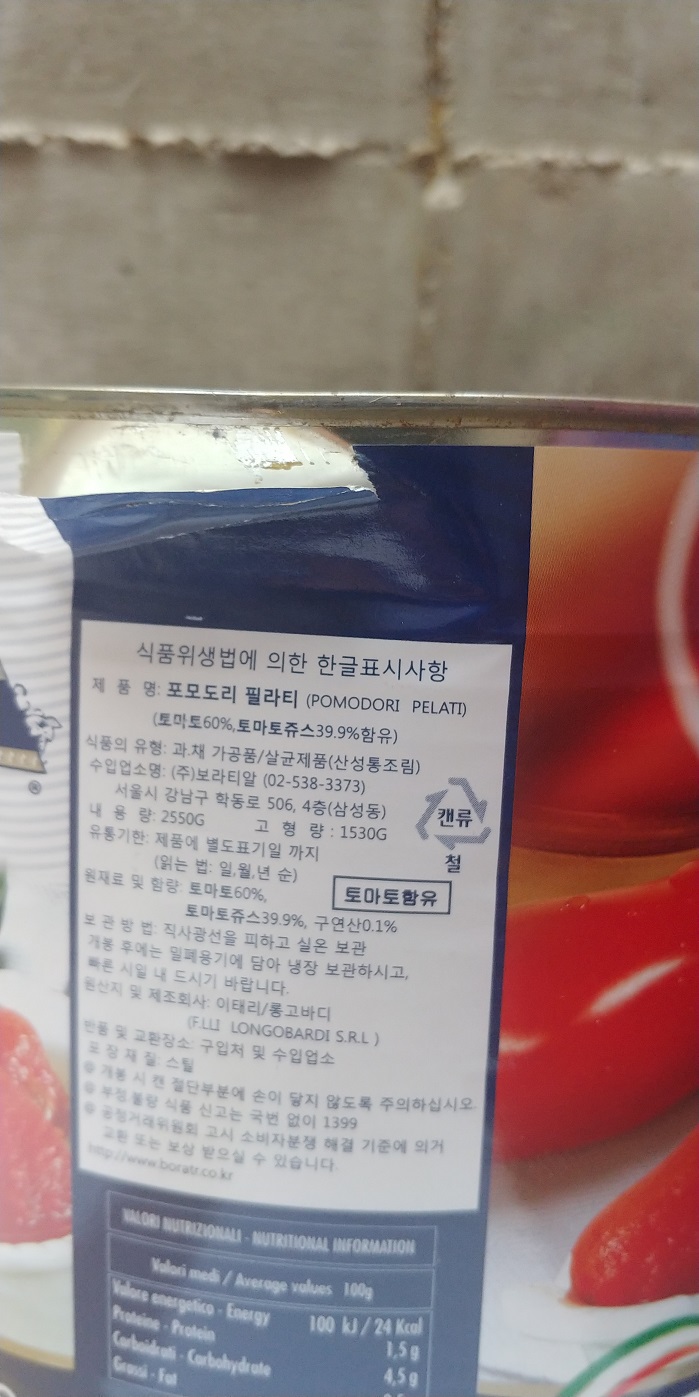 식품위생법에 의한 한글표시사항
제 품 명: 포모도리 필라티 (POMODORI PELATI)
(토마토60%,토마토쥬스39.9%함유)
식품의 유형: 과.채 가공품/살균제품(산성통조림)
수입업소명: (주)보라티알 (02-538-3373)
서울시 강남구 학동로 506, 4층(삼성동)
내 용 량: 2550G 고 형 량 : 1530G
캔류
철
유통기한: 제품에 별도표기일 까지
(읽는 법: 일,월,년 순)
원재료 및 함량: 토마토60%,
토마토함유
토마토쥬스39.9%, 구연산0.1%
보 관 방 법: 직사광선을 피하고 실온 보관
개봉 후에는 밀폐용기에 담아 냉장 보관하시고,
빠른 시일 내 드시기 바랍니다.
원산지 및 제조회사: 이태리/롱고바디
(F.LLI LONGOBARDI S.R.L )
반품 및 교환장소: 구입처 및 수입업소
포 장 재 질: 스틸
◎ 개봉 시 캔 절단부분에 손이 닿지 않도록 주의하십시오.
◎ 부정.불량 식품 신고는 국번 없이 1399
◎ 공정거래위원회 고시 소비자분쟁 해결 기준에 의거
교환 또는 보상 받으실 수 있습니다.
http://www.boratr.co.kr
VALORI NUTRIZIONALI - NUTRITIONAL INFORMATION
Valori medi / Average values 100g
Valore energetico - Energy 100 kJ / 24 Kcal
Proteine - Protein 1,5 g
Carboidrati - Carbohydrate 4,5 g
Grassi - Fat
®